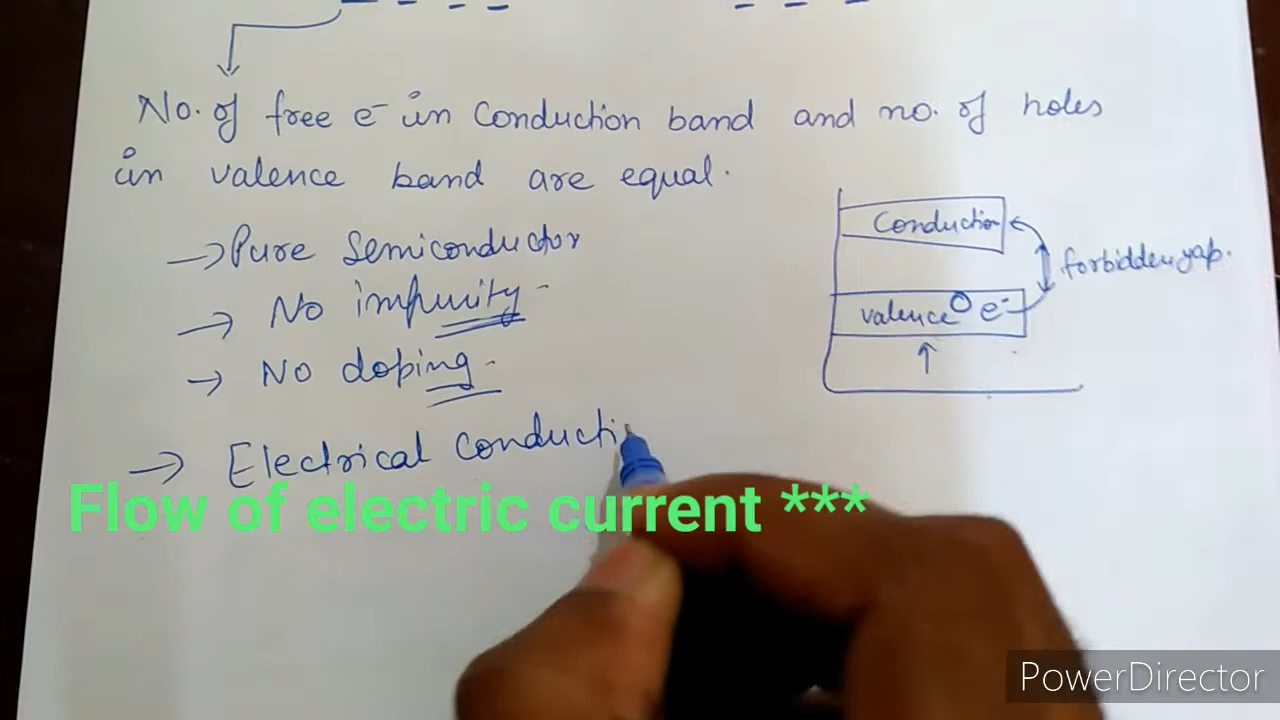 No. of free e⁻ in conduction band and no. of holes
in valence band are equal.
→ Pure Semiconductor
→ No impurity -
→ No doping -
→ Electrical conducti
Conduction
forbidden gap.
valence e⁻
Flow of electric current ***
PowerDirector